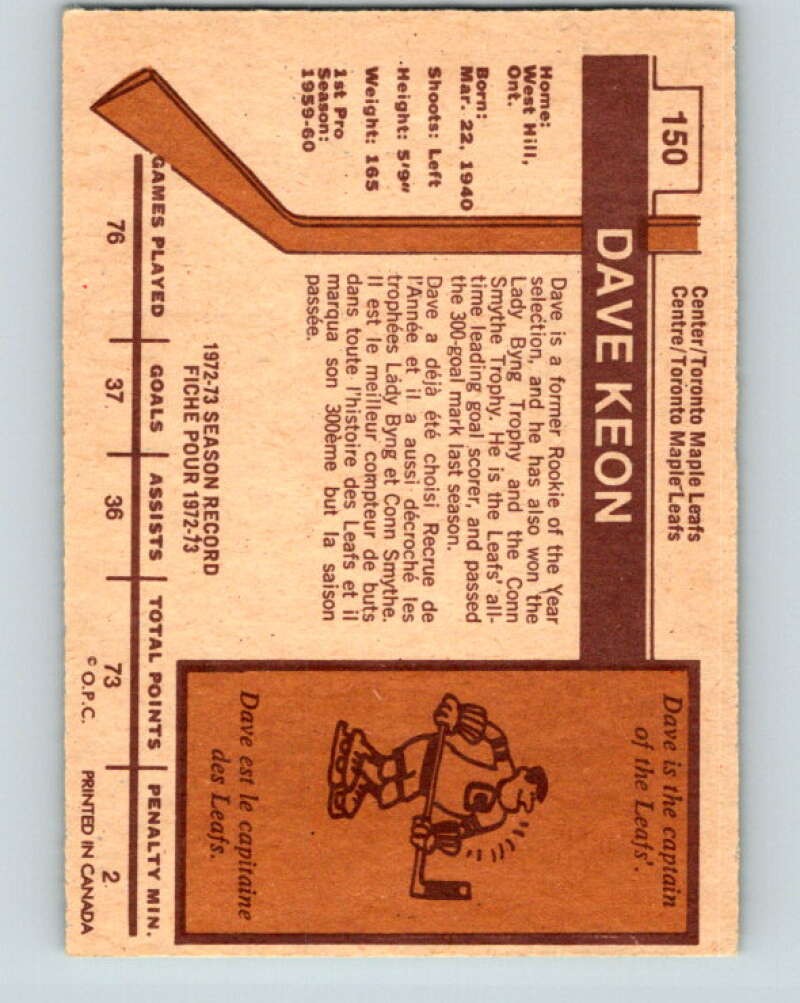 150
Center/Toronto Maple Leafs
Centre/Toronto Maple Leafs
DAVE KEON
Home:
West Hill,
Ont.
Born:
Mar. 22, 1940
Shoots: Left
Height: 5'9"
Weight: 165
1st Pro
Season:
1959-60
Dave is a former Rookie of the Year
selection, and he has also won the
Lady Byng Trophy and the Conn
Smythe Trophy. He is the Leafs' all-
time leading goal scorer, and passed
the 300-goal mark last season.
Dave a déjà été choisi Recrue de
l'Année et il a aussi décroché les
trophées Lady Byng et Conn Smythe.
Il est le meilleur compteur de buts
dans toute l'histoire des Leafs et il
marqua son 300ème but la saison
passée.
Dave is the captain
of the Leafs'.
C
Dave est le capitaine
des Leafs.
1972-73 SEASON RECORD
FICHE POUR 1972-73
GAMES PLAYED GOALS ASSISTS TOTAL POINTS PENALTY MIN.
76 37 36 73 2
© O.P.C. PRINTED IN CANADA